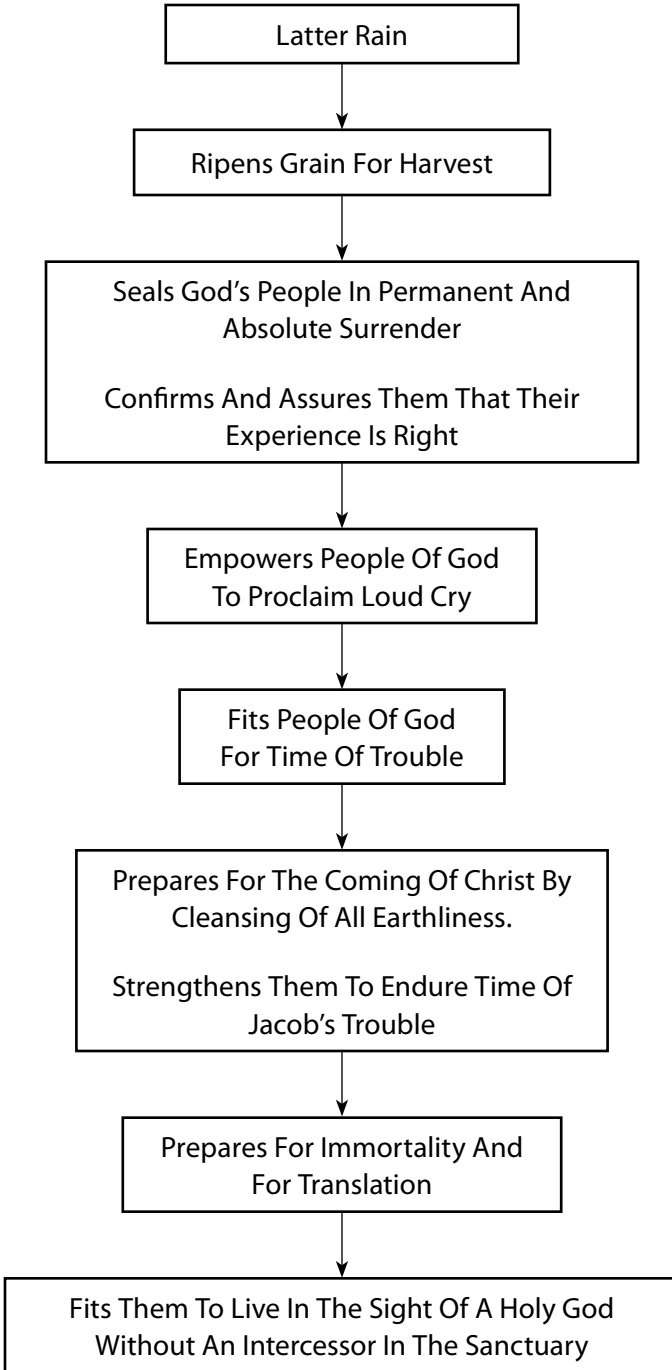 Latter Rain
Ripens Grain For Harvest
Seals God’s People In Permanent And
Absolute Surrender
Confirms And Assures Them That Their
Experience Is Right
Empowers People Of God
To Proclaim Loud Cry
Fits People Of God
For Time Of Trouble
Prepares For The Coming Of Christ By
Cleansing Of All Earthliness.
Strengthens Them To Endure Time Of
Jacob’s Trouble
Prepares For Immortality And
For Translation
Fits Them To Live In The Sight Of A Holy God
Without An Intercessor In The Sanctuary